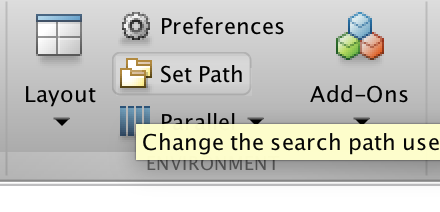 Preferences
Set Path
Layout
Parallel
Add-Ons
Change the search path use
ENVIRONMENT